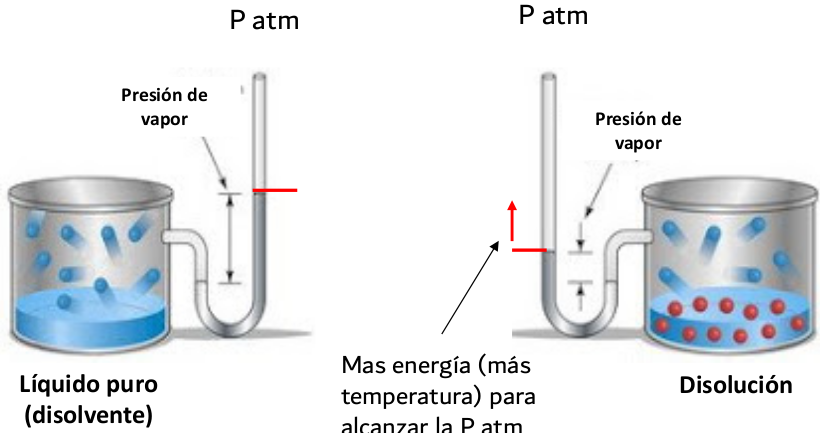 P atm
P atm
Presión de
vapor
Presión de
vapor
Líquido puro
(disolvente)
Mas energía (más
temperatura) para
alcanzar la P atm
Disolución